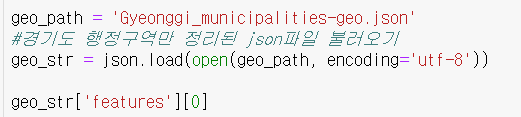 geo_path = 'Gyeonggi_municipalities-geo.json'
#경기도 행정구역만 정리된 json파일 불러오기
geo_str = json.load(open(geo_path, encoding='utf-8'))
geo_str['features'][0]